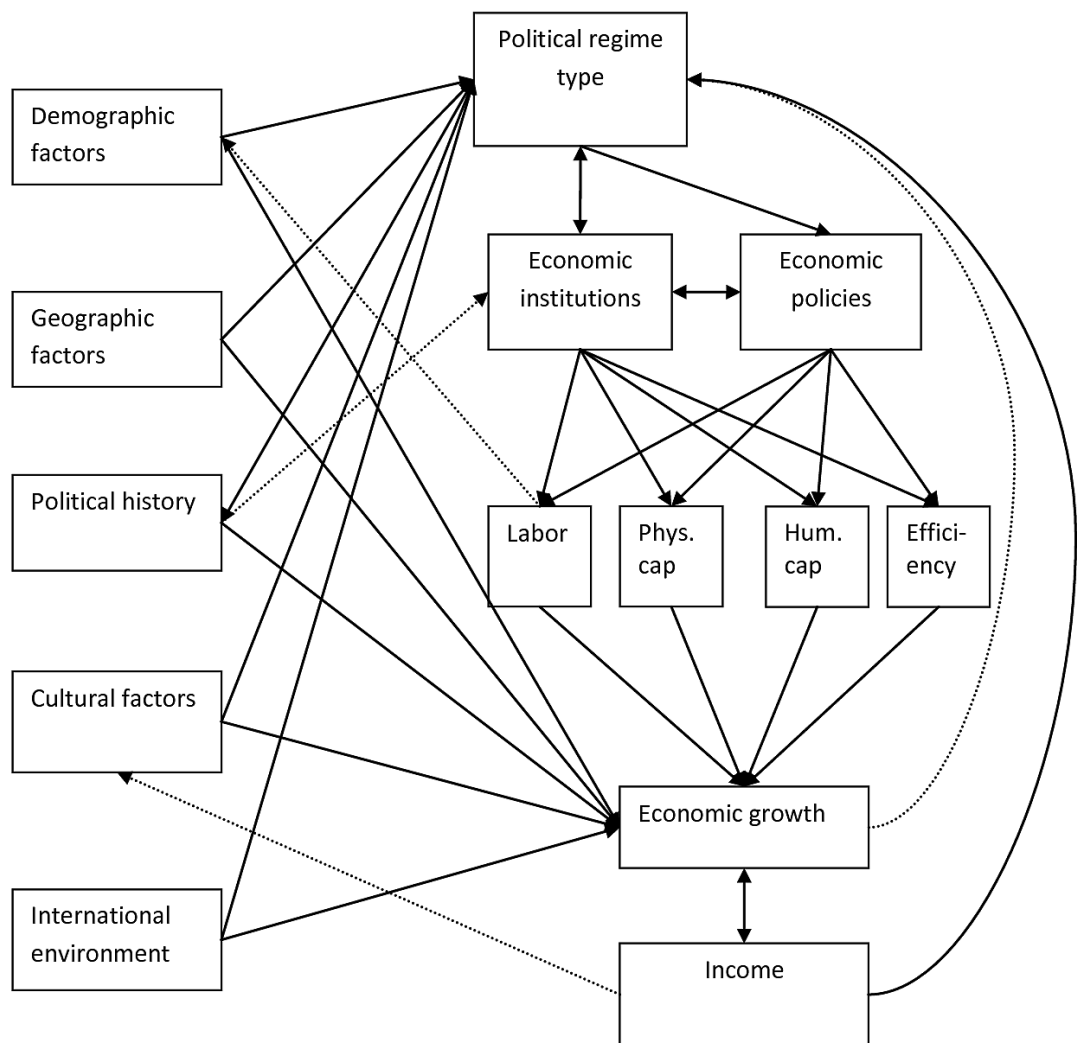 Political regime
type
Demographic
factors
Economic
institutions
Economic
policies
Geographic
factors
Political history
Labor
Phys.
cap
Hum.
cap
Effici-
ency
Cultural factors
Economic growth
International
environment
Income